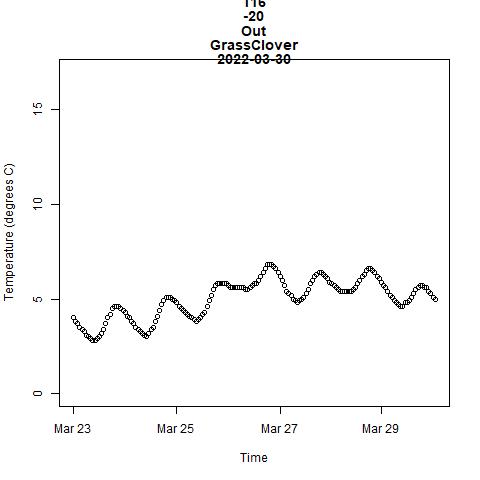 T16
-20
Out
GrassClover
2022-03-30
15
10
5
0
Temperature (degrees C)
Mar 23
Mar 25
Mar 27
Mar 29
Time